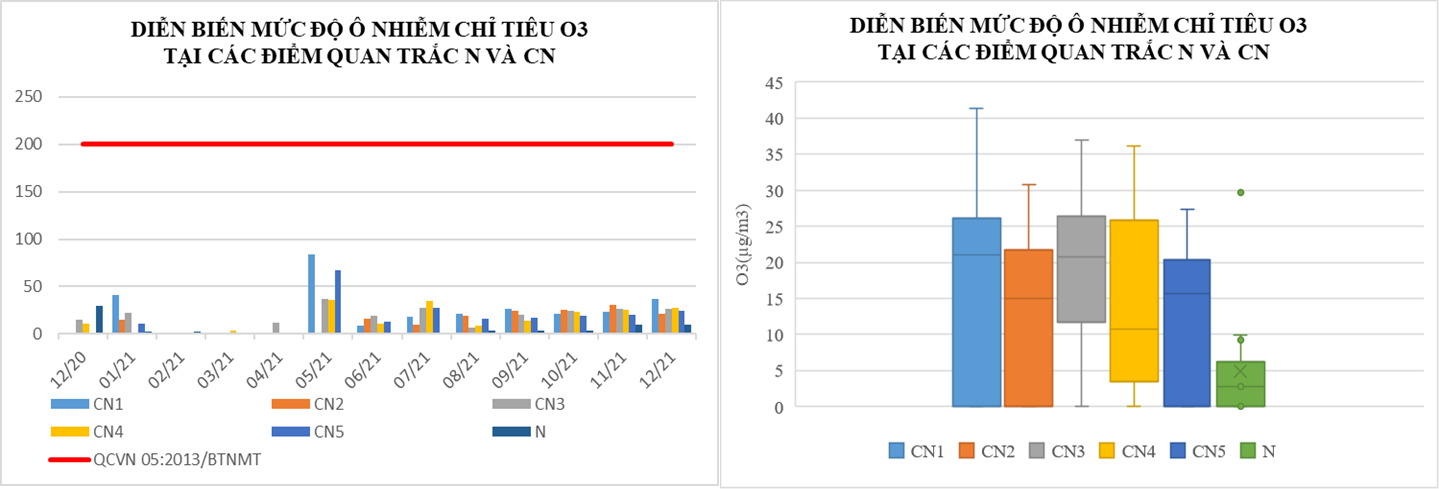 DIỄN BIẾN MỨC ĐỘ Ô NHIỄM CHỈ TIÊU O3
TẠI CÁC ĐIỂM QUAN TRẮC N VÀ CN
250
200
150
100
50
0
12/20
01/21
02/21
03/21
04/21
05/21
06/21
07/21
08/21
09/21
10/21
11/21
12/21
CN1
CN2
CN3
CN4
CN5
N
QCVN 05:2013/BTNMT
DIỄN BIẾN MỨC ĐỘ Ô NHIỄM CHỈ TIÊU O3
TẠI CÁC ĐIỂM QUAN TRẮC N VÀ CN
O3(µg/m3)
45
40
35
30
25
20
15
10
5
0
CN1
CN2
CN3
CN4
CN5
N